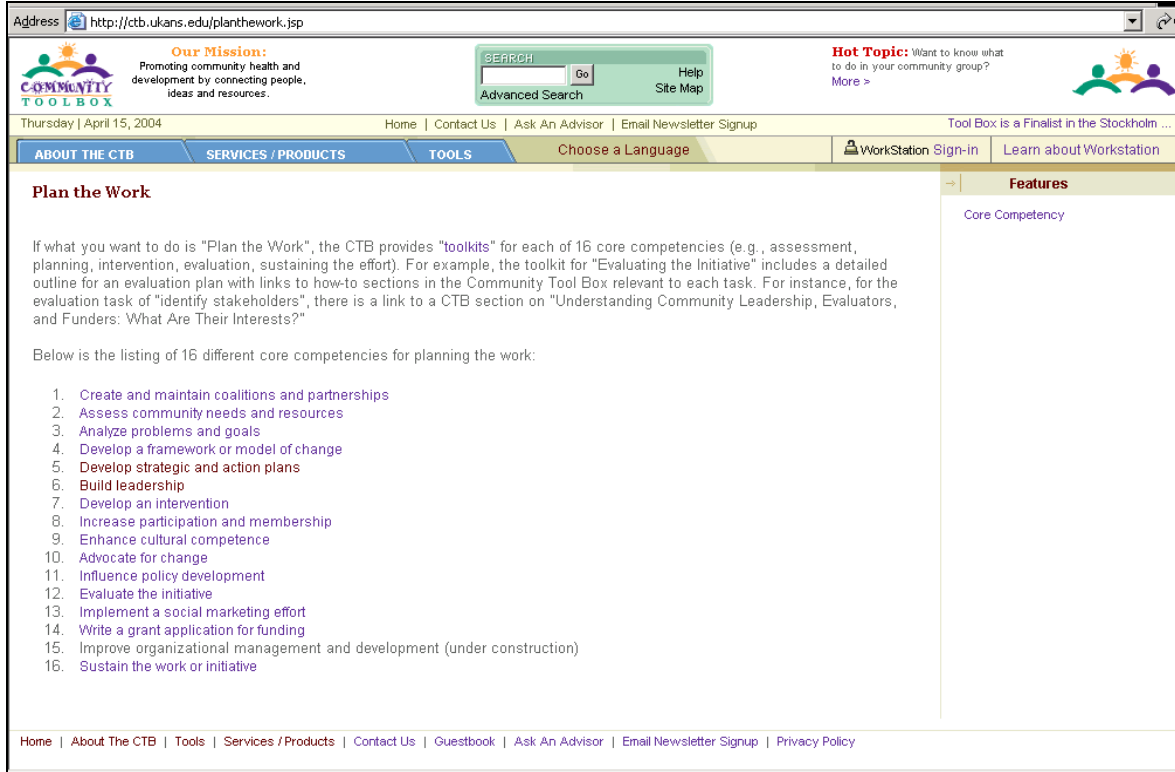 Address http://ctb.ukans.edu/planthework.jsp
COMMUNITY
TOOLBOX
Our Mission:
Promoting community health and
development by connecting people,
ideas and resources.
SEARCH
Go
Help
Advanced Search
Site Map
Hot Topic: Want to know what
to do in your community group?
More >
Thursday | April 15, 2004
Home | Contact Us | Ask An Advisor | Email Newsletter Signup
Tool Box is a Finalist in the Stockholm ...
ABOUT THE CTB
SERVICES / PRODUCTS
TOOLS
Choose a Language
WorkStation Sign-in
Learn about Workstation
Plan the Work
Features
Core Competency
If what you want to do is "Plan the Work", the CTB provides "toolkits" for each of 16 core competencies (e.g., assessment,
planning, intervention, evaluation, sustaining the effort). For example, the toolkit for "Evaluating the Initiative" includes a detailed
outline for an evaluation plan with links to how-to sections in the Community Tool Box relevant to each task. For instance, for the
evaluation task of "identify stakeholders", there is a link to a CTB section on "Understanding Community Leadership, Evaluators,
and Funders: What Are Their Interests?"
Below is the listing of 16 different core competencies for planning the work:
1. Create and maintain coalitions and partnerships
2. Assess community needs and resources
3. Analyze problems and goals
4. Develop a framework or model of change
5. Develop strategic and action plans
6. Build leadership
7. Develop an intervention
8. Increase participation and membership
9. Enhance cultural competence
10. Advocate for change
11. Influence policy development
12. Evaluate the initiative
13. Implement a social marketing effort
14. Write a grant application for funding
15. Improve organizational management and development (under construction)
16. Sustain the work or initiative
Home | About The CTB | Tools | Services / Products | Contact Us | Guestbook | Ask An Advisor | Email Newsletter Signup | Privacy Policy